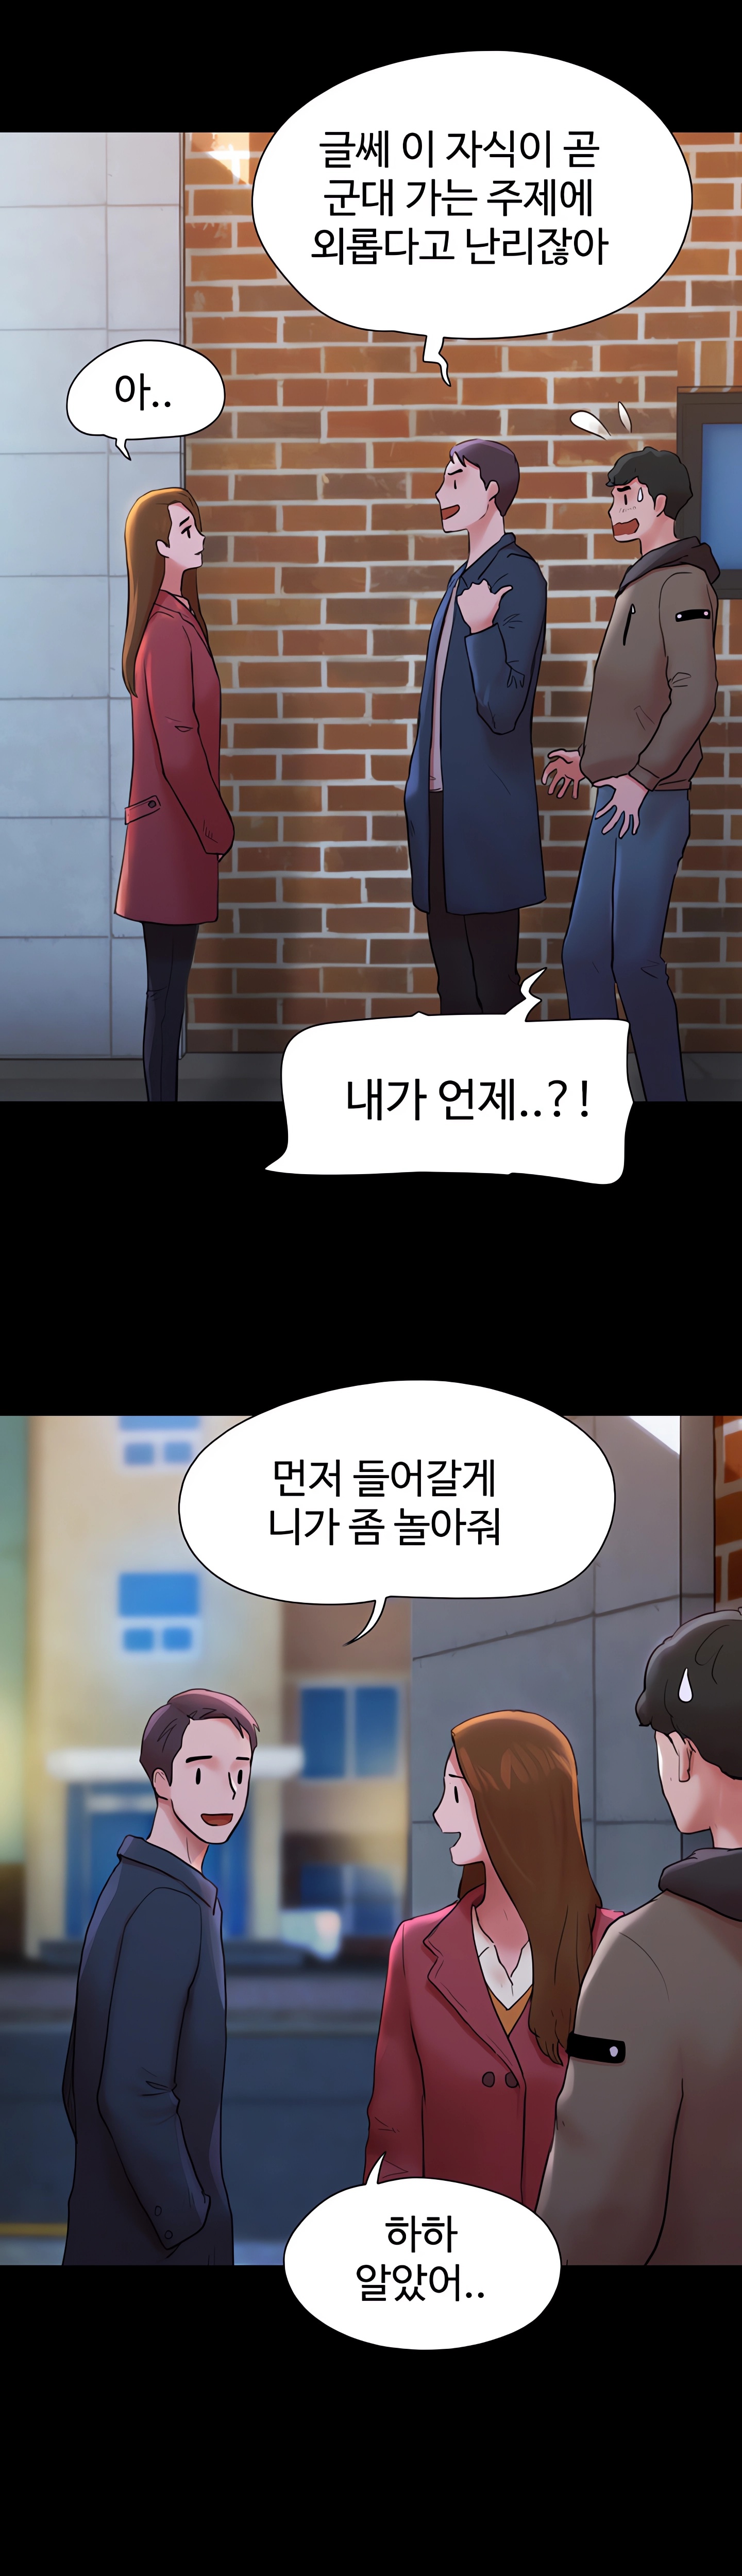 글쎄 이 자식이 곧
군대 가는 주제에
외롭다고 난리잖아
아..
내가 언제..?!
먼저 들어갈게
니가 좀 놀아줘
하하
알았어..